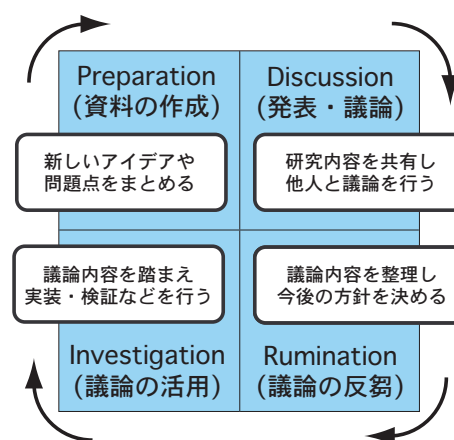 Preparation
(資料の作成)
Discussion
(発表・議論)
新しいアイデアや
問題点をまとめる
研究内容を共有し
他人と議論を行う
議論内容を踏まえ
実装・検証などを行う
議論内容を整理し
今後の方針を決める
Investigation
(議論の活用)
Rumination
(議論の反芻)